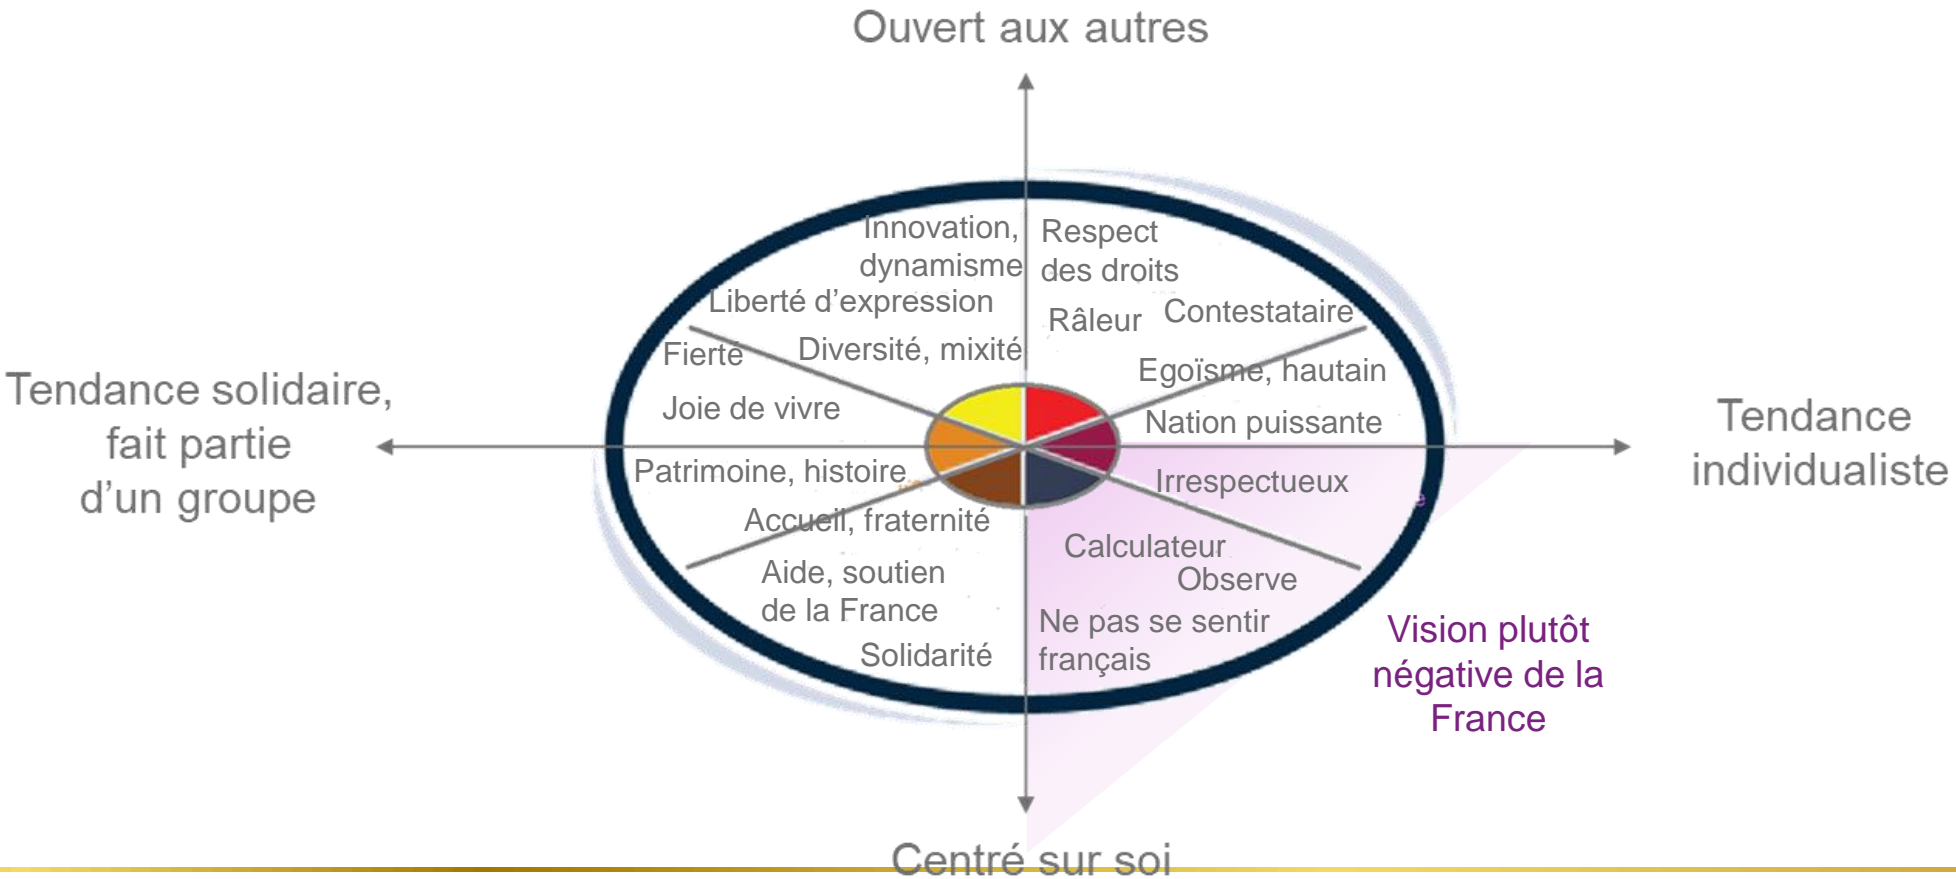 Ouvert aux autres
Innovation,
dynamisme
Liberté d'expression
Diversité, mixité
Respect
des droits
Râleur
Contestataire
Fierté
Joie de vivre
Egoïsme, hautain
Nation puissante
Tendance solidaire,
fait partie
d'un groupe
Tendance
individualiste
Patrimoine, histoire
Accueil, fraternité
Aide, soutien
de la France
Solidarité
Irrespectueux
Calculateur
Observe
Ne pas se sentir
français
Vision plutôt
négative de la
France
Centré sur soi